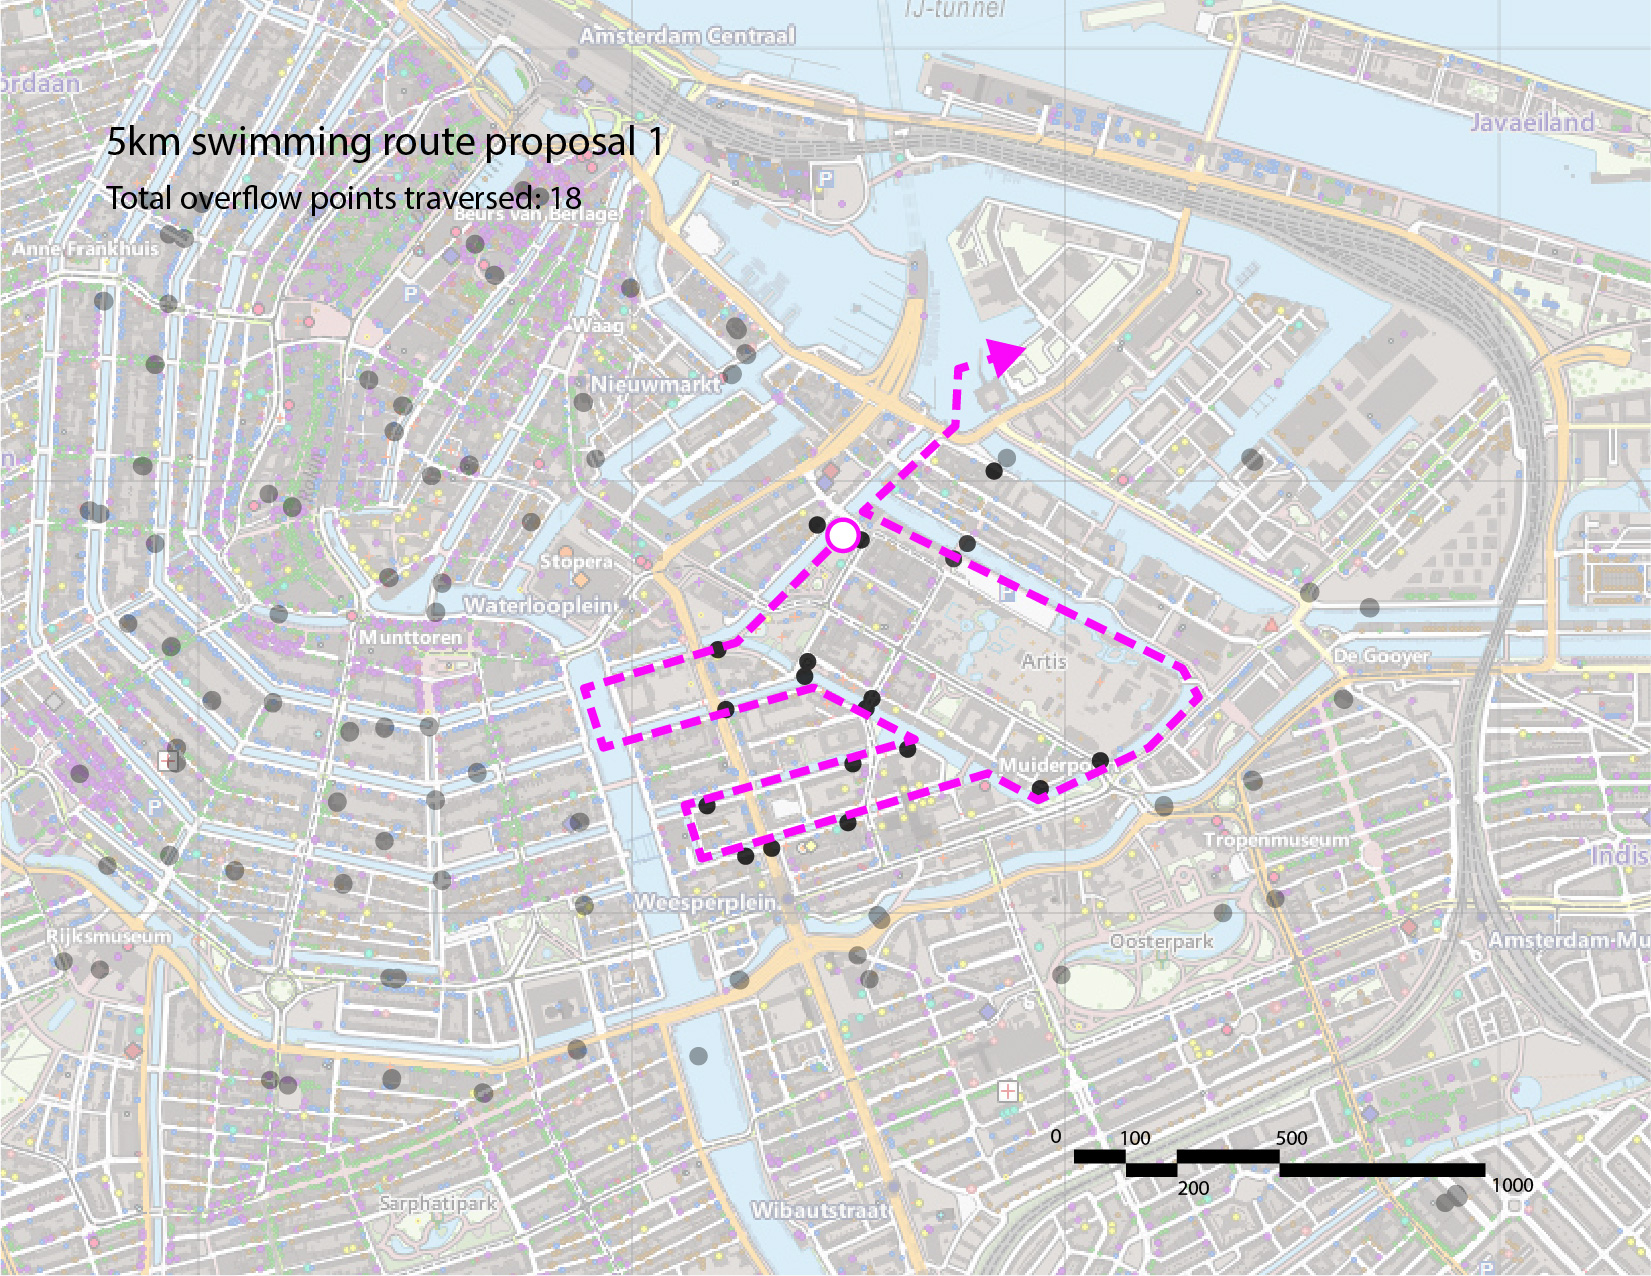 IJ-tunnel
Amsterdam Centraal
ordaan
Javaeiland
5km swimming route proposal 1
P
Total overflow points traversed: 18
Beurs van Berlage
Anne Frankhuis
P
Waag
Nieuwmarkt
Rokin
Stopera
Waterlooplein
P
Munttoren
Artis
De Gooyer
Muiderpoo
P
Tropenmuseum
Indis
Weesperplein
Rijksmuseum
Oosterpark
Amsterdam-Mu
0
100
500
200
1000
Sarphatipark
Wibautstraat
P